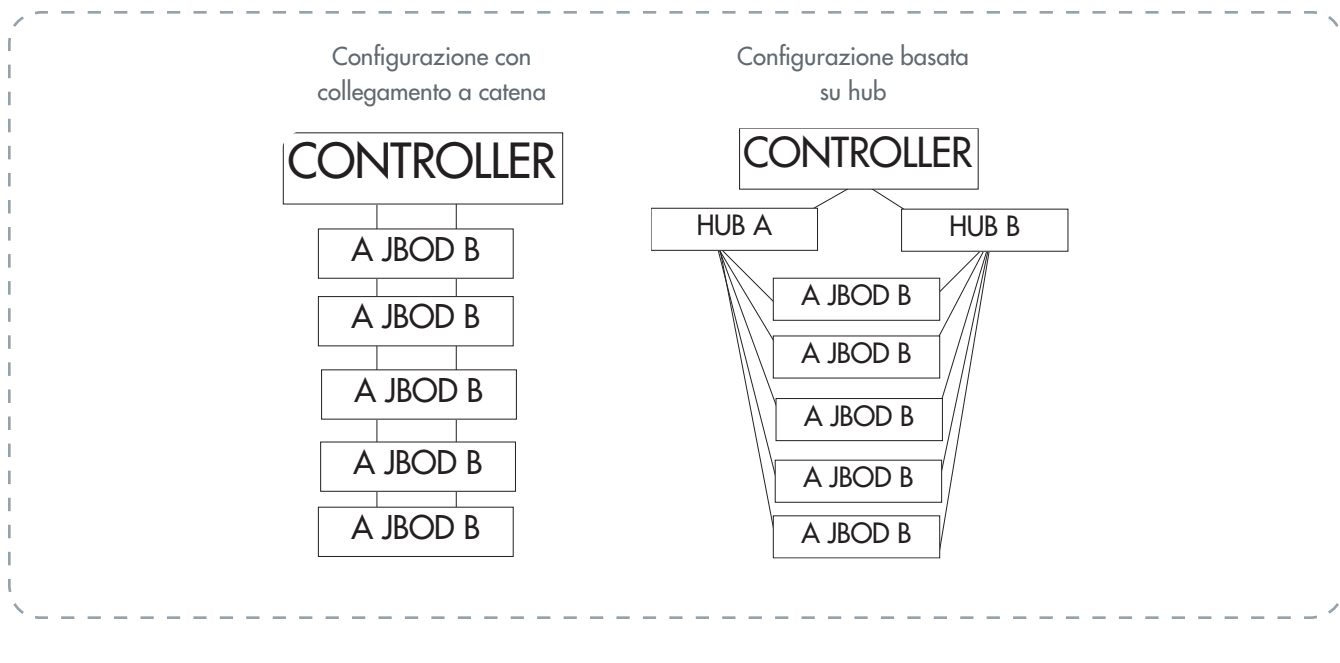 Configurazione con
collegamento a catena
CONTROLLER
A JBOD B
A JBOD B
A JBOD B
A JBOD B
A JBOD B
Configurazione basata
su hub
CONTROLLER
HUB A
HUB B
A JBOD B
A JBOD B
A JBOD B
A JBOD B
A JBOD B